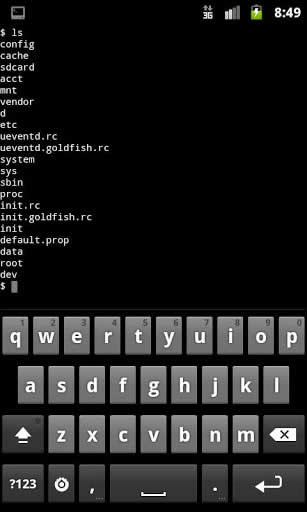 3G 8:49
$ ls
config
cache
sdcard
acct
mnt
vendor
d
etc
ueventd.rc
ueventd.goldfish.rc
system
sys
sbin
proc
init.rc
init.goldfish.rc
init
default.prop
data
root
dev
$
1 2 3 4 5 6 7 8 9 0
q w e r t y u i o p
a s d f g h j k l
z x c v b n m
?123 , ... . ...